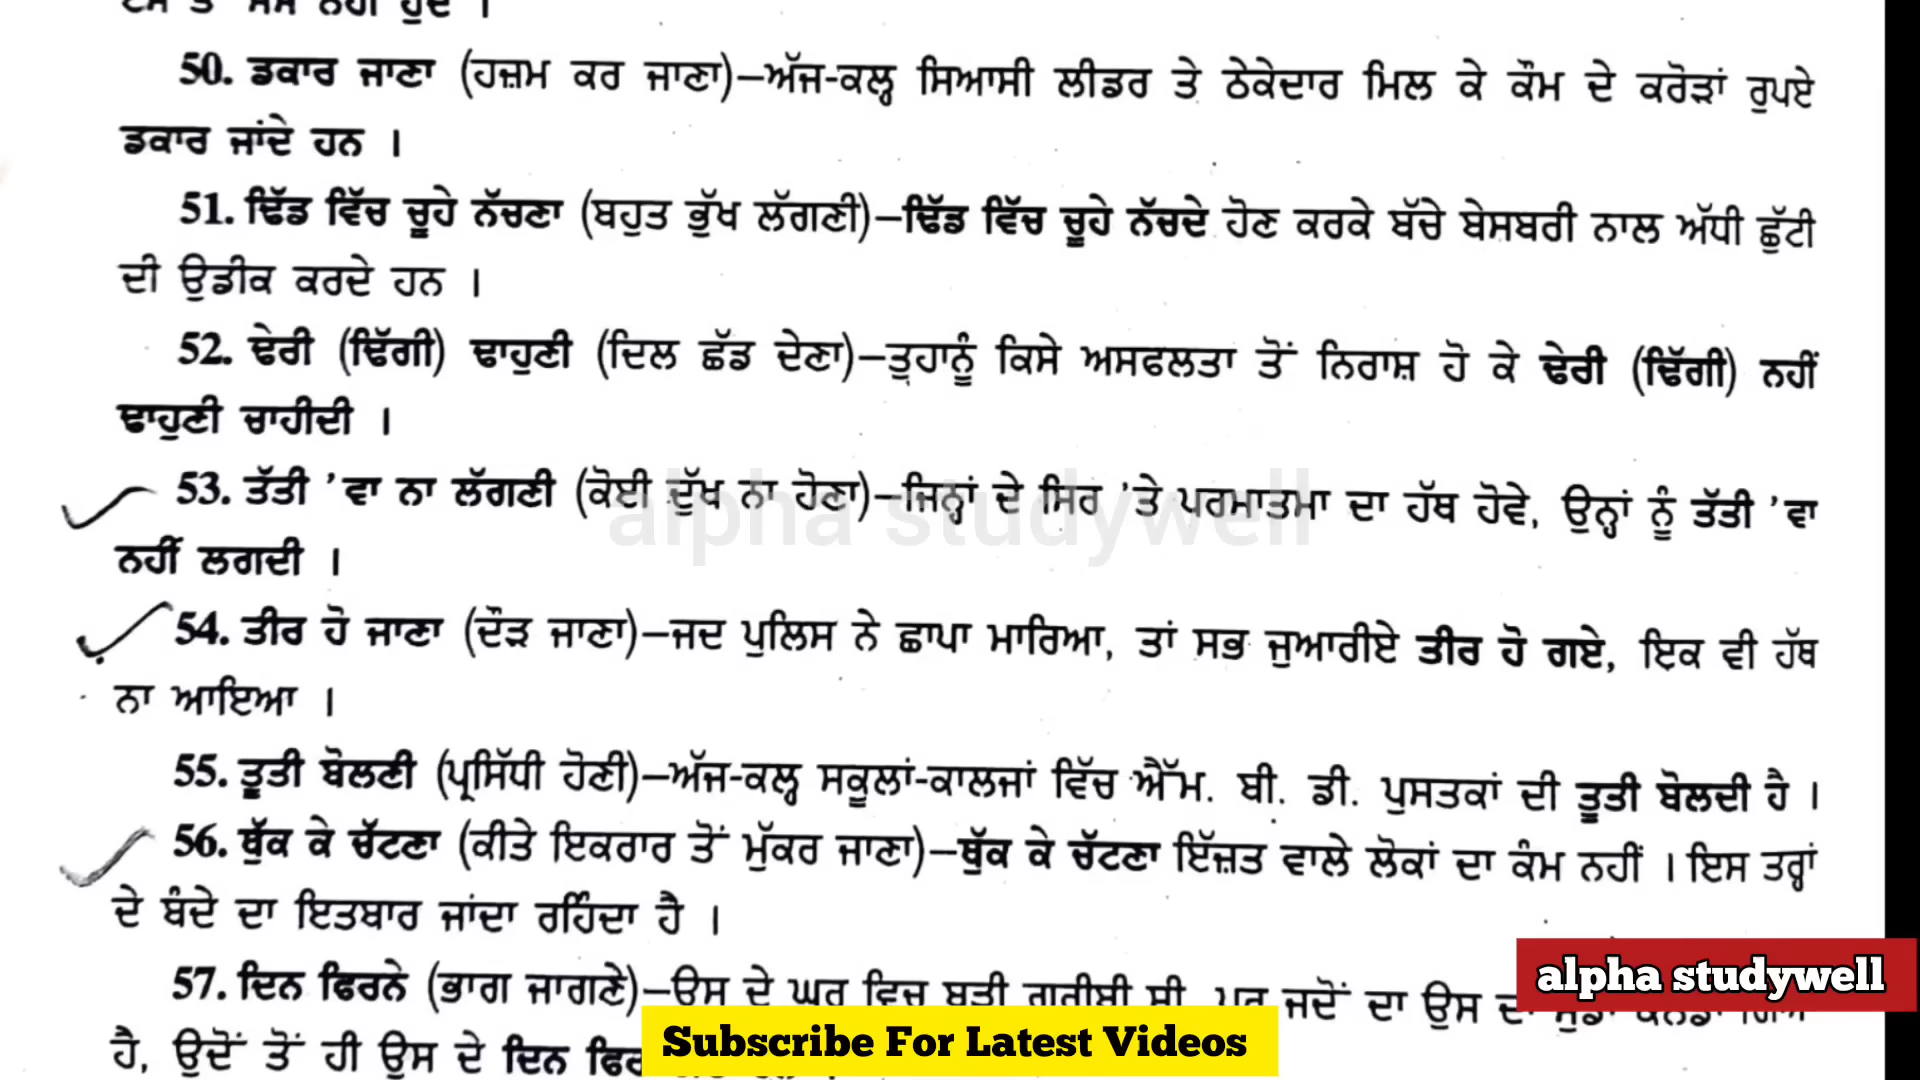 ਨਹੀਂ ਹੁੰਦੇ ।
50. ਡਕਾਰ ਜਾਣਾ (ਹਜ਼ਮ ਕਰ ਜਾਣਾ)—ਅੱਜ-ਕਲ੍ਹ ਸਿਆਸੀ ਲੀਡਰ ਤੇ ਠੇਕੇਦਾਰ ਮਿਲ ਕੇ ਕੌਮ ਦੇ ਕਰੋੜਾਂ ਰੁਪਏ
ਡਕਾਰ ਜਾਂਦੇ ਹਨ ।
51. ਢਿੱਡ ਵਿੱਚ ਚੂਹੇ ਨੱਚਣਾ (ਬਹੁਤ ਭੁੱਖ ਲੱਗਣੀ)—ਢਿੱਡ ਵਿੱਚ ਚੂਹੇ ਨੱਚਦੇ ਹੋਣ ਕਰਕੇ ਬੱਚੇ ਬੇਸਬਰੀ ਨਾਲ ਅੱਧੀ ਛੁੱਟੀ
ਦੀ ਉਡੀਕ ਕਰਦੇ ਹਨ ।
52. ਢੇਰੀ (ਢਿੱਗੀ) ਢਾਹੁਣੀ (ਦਿਲ ਛੱਡ ਦੇਣਾ)—ਤੁਹਾਨੂੰ ਕਿਸੇ ਅਸਫਲਤਾ ਤੋਂ ਨਿਰਾਸ਼ ਹੋ ਕੇ ਢੇਰੀ (ਢਿੱਗੀ) ਨਹੀਂ
ਢਾਹੁਣੀ ਚਾਹੀਦੀ ।
53. ਤੱਤੀ 'ਵਾ ਨਾ ਲੱਗਣੀ (ਕੋਈ ਦੁੱਖ ਨਾ ਹੋਣਾ)—ਜਿਨ੍ਹਾਂ ਦੇ ਸਿਰ 'ਤੇ ਪਰਮਾਤਮਾ ਦਾ ਹੱਥ ਹੋਵੇ, ਉਨ੍ਹਾਂ ਨੂੰ ਤੱਤੀ 'ਵਾ
ਨਹੀਂ ਲਗਦੀ ।
alpha studywell
54. ਤੀਰ ਹੋ ਜਾਣਾ (ਦੌੜ ਜਾਣਾ)—ਜਦ ਪੁਲਿਸ ਨੇ ਛਾਪਾ ਮਾਰਿਆ, ਤਾਂ ਸਭ ਜੁਆਰੀਏ ਤੀਰ ਹੋ ਗਏ, ਇਕ ਵੀ ਹੱਥ
ਨਾ ਆਇਆ ।
55. ਤੂਤੀ ਬੋਲਣੀ (ਪ੍ਰਸਿੱਧੀ ਹੋਣੀ)—ਅੱਜ-ਕਲ੍ਹ ਸਕੂਲਾਂ-ਕਾਲਜਾਂ ਵਿੱਚ ਐੱਮ. ਬੀ. ਡੀ. ਪੁਸਤਕਾਂ ਦੀ ਤੂਤੀ ਬੋਲਦੀ ਹੈ ।
56. ਥੁੱਕ ਕੇ ਚੱਟਣਾ (ਕੀਤੇ ਇਕਰਾਰ ਤੋਂ ਮੁੱਕਰ ਜਾਣਾ)—ਥੁੱਕ ਕੇ ਚੱਟਣਾ ਇੱਜ਼ਤ ਵਾਲੇ ਲੋਕਾਂ ਦਾ ਕੰਮ ਨਹੀਂ । ਇਸ ਤਰ੍ਹਾਂ
ਦੇ ਬੰਦੇ ਦਾ ਇਤਬਾਰ ਜਾਂਦਾ ਰਹਿੰਦਾ ਹੈ ।
57. ਦਿਨ ਫਿਰਨੇ (ਭਾਗ ਜਾਗਣੇ)—ਉਸ ਦੇ ਘਰ ਵਿਚ ਬੜੀ ਗਰੀਬੀ ਸੀ, ਪਰ ਜਦੋਂ ਦਾ ਉਸ ਦਾ
ਹੈ, ਉਦੋਂ ਤੋਂ ਹੀ ਉਸ ਦੇ ਦਿਨ
alpha studywell
Subscribe For Latest Videos